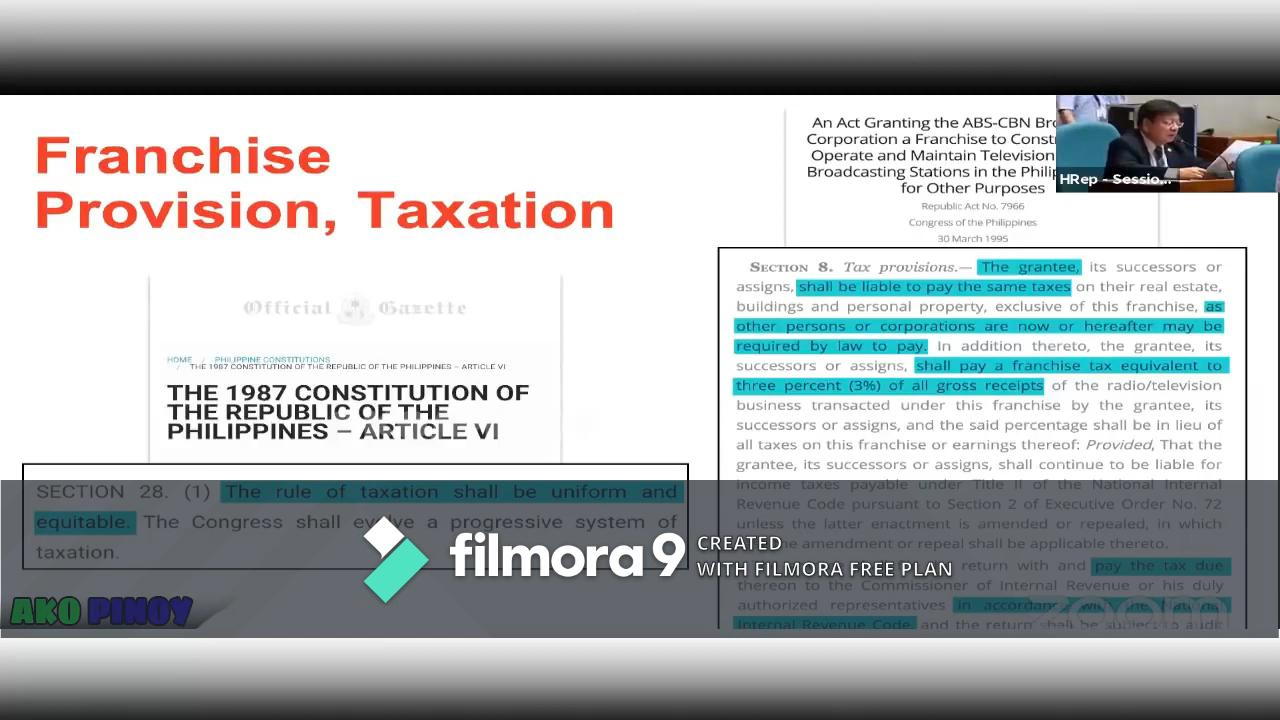 Franchise
Provision, Taxation
Official Gazette
HOME / PHILIPPINE CONSTITUTIONS
/ THE 1987 CONSTITUTION OF THE REPUBLIC OF THE PHILIPPINES – ARTICLE VI
THE 1987 CONSTITUTION OF
THE REPUBLIC OF THE
PHILIPPINES – ARTICLE VI
SECTION 28. (1) The rule of taxation shall be uniform and
equitable. The Congress shall evolve a progressive system of
taxation.
An Act Granting the ABS-CBN
Corporation a Franchise to
Operate and Maintain Television
Broadcasting Stations in the
for Other Purposes
Republic Act No. 7966
Congress of the Philippines
30 March 1995
HRep - Sessio...
SECTION 8. Tax provisions.— The grantee, its successors or
assigns, shall be liable to pay the same taxes on their real estate,
buildings and personal property, exclusive of this franchise, as
other persons or corporations are now or hereafter may be
required by law to pay. In addition thereto, the grantee, its
successors or assigns, shall pay a franchise tax equivalent to
three percent (3%) of all gross receipts of the radio/television
business transacted under this franchise by the grantee, its
successors or assigns, and the said percentage shall be in lieu of
all taxes on this franchise or earnings thereof: Provided, That the
grantee, its successors or assigns, shall continue to be liable for
income taxes payable under Title II of the National Internal
Revenue Code pursuant to Section 2 of Executive Order No. 72
unless the latter enactment is amended or repealed, in which
the amendment or repeal shall be applicable thereto.
return with and pay the tax due
thereon to the Commissioner of Internal Revenue or his duly
authorized representatives in
Internal Revenue Code, and the return shall be subject to audit
filmora9 CREATED
WITH FILMORA FREE PLAN
AKO PINOY
zoom